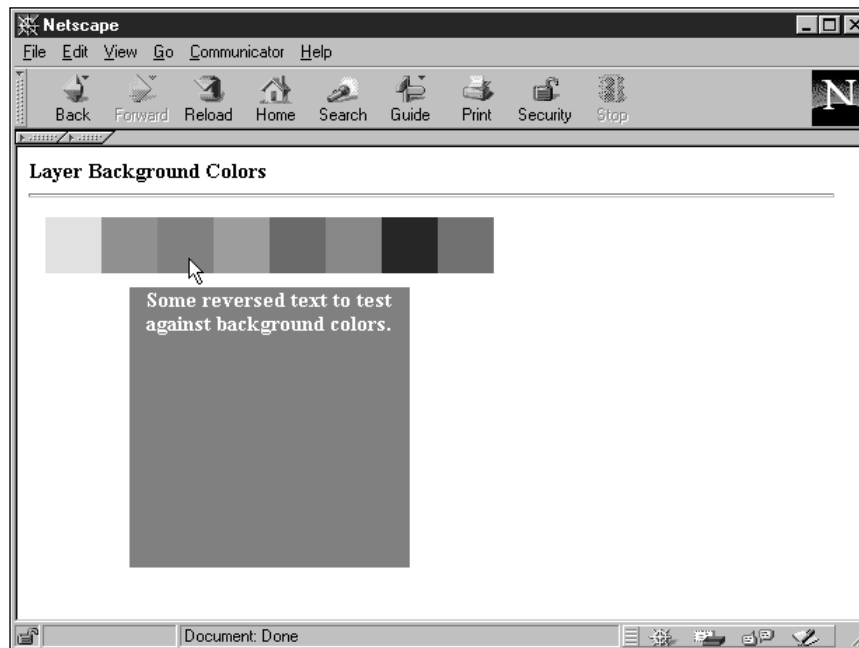 Netscape
File Edit View Go Communicator Help
Back Forward Reload Home Search Guide Print Security Stop
N
Layer Background Colors
Some reversed text to test
against background colors.
Document: Done